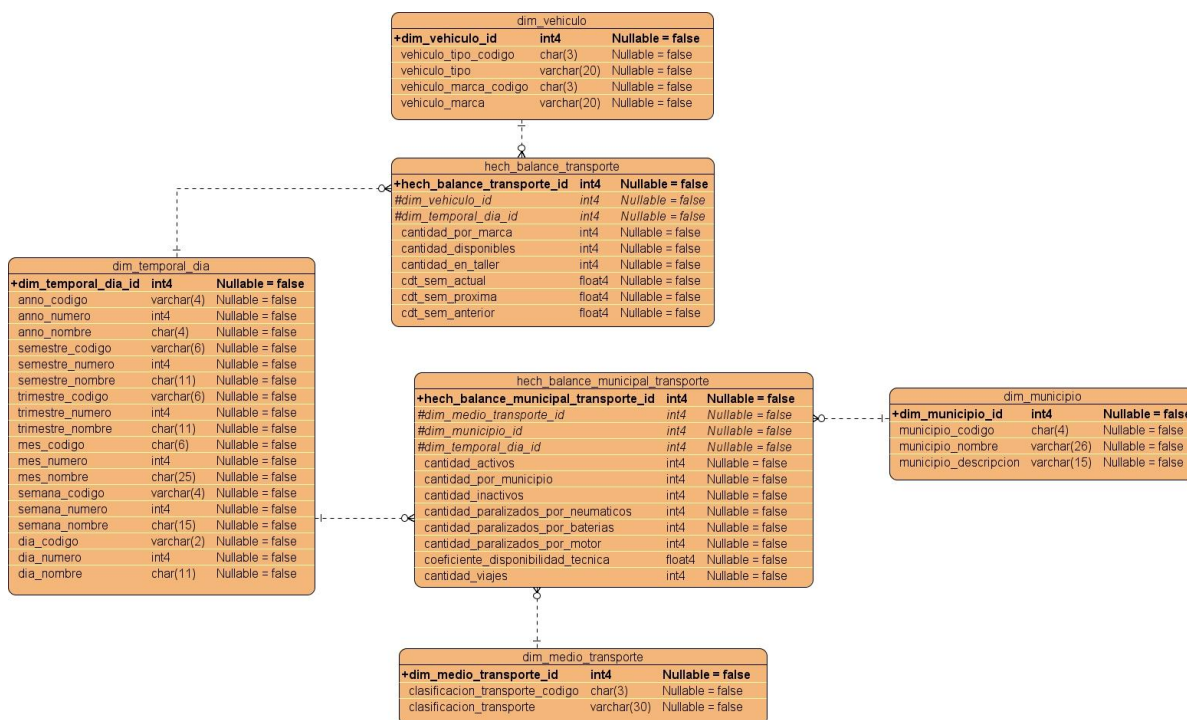 dim_vehiculo
+dim_vehiculo_id int4 Nullable = false
vehiculo_tipo_codigo char(3) Nullable = false
vehiculo_tipo varchar(20) Nullable = false
vehiculo_marca_codigo char(3) Nullable = false
vehiculo_marca varchar(20) Nullable = false
hech_balance_transporte
+hech_balance_transporte_id int4 Nullable = false
#dim_vehiculo_id int4 Nullable = false
#dim_temporal_dia_id int4 Nullable = false
cantidad_por_marca int4 Nullable = false
cantidad_disponibles int4 Nullable = false
cantidad_en_taller int4 Nullable = false
cdt_sem_actual float4 Nullable = false
cdt_sem_proxima float4 Nullable = false
cdt_sem_anterior float4 Nullable = false
dim_temporal_dia
+dim_temporal_dia_id int4 Nullable = false
anno_codigo varchar(4) Nullable = false
anno_numero int4 Nullable = false
anno_nombre char(4) Nullable = false
semestre_codigo varchar(6) Nullable = false
semestre_numero int4 Nullable = false
semestre_nombre char(11) Nullable = false
trimestre_codigo varchar(6) Nullable = false
trimestre_numero int4 Nullable = false
trimestre_nombre char(11) Nullable = false
mes_codigo char(6) Nullable = false
mes_numero int4 Nullable = false
mes_nombre char(25) Nullable = false
semana_codigo varchar(4) Nullable = false
semana_numero int4 Nullable = false
semana_nombre char(15) Nullable = false
dia_codigo varchar(2) Nullable = false
dia_numero int4 Nullable = false
dia_nombre char(11) Nullable = false
hech_balance_municipal_transporte
+hech_balance_municipal_transporte_id int4 Nullable = false
#dim_medio_transporte_id int4 Nullable = false
#dim_municipio_id int4 Nullable = false
#dim_temporal_dia_id int4 Nullable = false
cantidad_activos int4 Nullable = false
cantidad_por_municipio int4 Nullable = false
cantidad_inactivos int4 Nullable = false
cantidad_paralizados_por_neumaticos int4 Nullable = false
cantidad_paralizados_por_baterias int4 Nullable = false
cantidad_paralizados_por_motor int4 Nullable = false
coeficiente_disponibilidad_tecnica float4 Nullable = false
cantidad_viajes int4 Nullable = false
dim_municipio
+dim_municipio_id int4 Nullable = false
municipio_codigo char(4) Nullable = false
municipio_nombre varchar(26) Nullable = false
municipio_descripcion varchar(15) Nullable = false
dim_medio_transporte
+dim_medio_transporte_id int4 Nullable = false
clasificacion_transporte_codigo char(3) Nullable = false
clasificacion_transporte varchar(30) Nullable = false